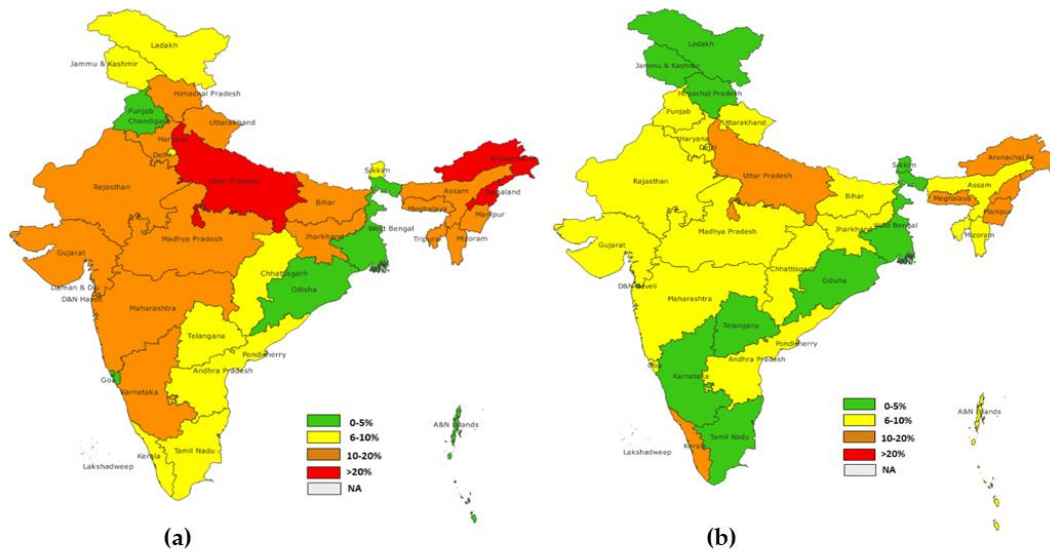 Ladakh
Jammu & Kashmir
Himachal Pradesh
Punjab
Chandigarh
Uttarakhand
Haryana
Delhi
Uttar Pradesh
Rajasthan
Sikkim
Assam
Nagaland
Meghalaya
Manipur
Bihar
Tripura
Mizoram
Jharkhand
West Bengal
Madhya Pradesh
Gujarat
Chhattisgarh
Daman & Diu
D&N Haveli
Odisha
Maharashtra
Telangana
Pondicherry
Andhra Pradesh
Goa
Karnataka
A&N Islands
Tamil Nadu
Kerala
Lakshadweep
0-5%
6-10%
10-20%
>20%
NA
(a)
Ladakh
Jammu & Kashmir
Himachal Pradesh
Punjab
Uttarakhand
Haryana
Delhi
Sikkim
Arunachal Pr
Rajasthan
Uttar Pradesh
Assam
Bihar
Meghalaya
Manipur
Mizoram
Jharkhand
West Bengal
Gujarat
Madhya Pradesh
Chhattisgarh
D&N Haveli
Odisha
Maharashtra
Telangana
Pondicherry
Goa
Andhra Pradesh
Karnataka
A&N Islands
Tamil Nadu
Kerala
Lakshadweep
0-5%
6-10%
10-20%
>20%
NA
(b)